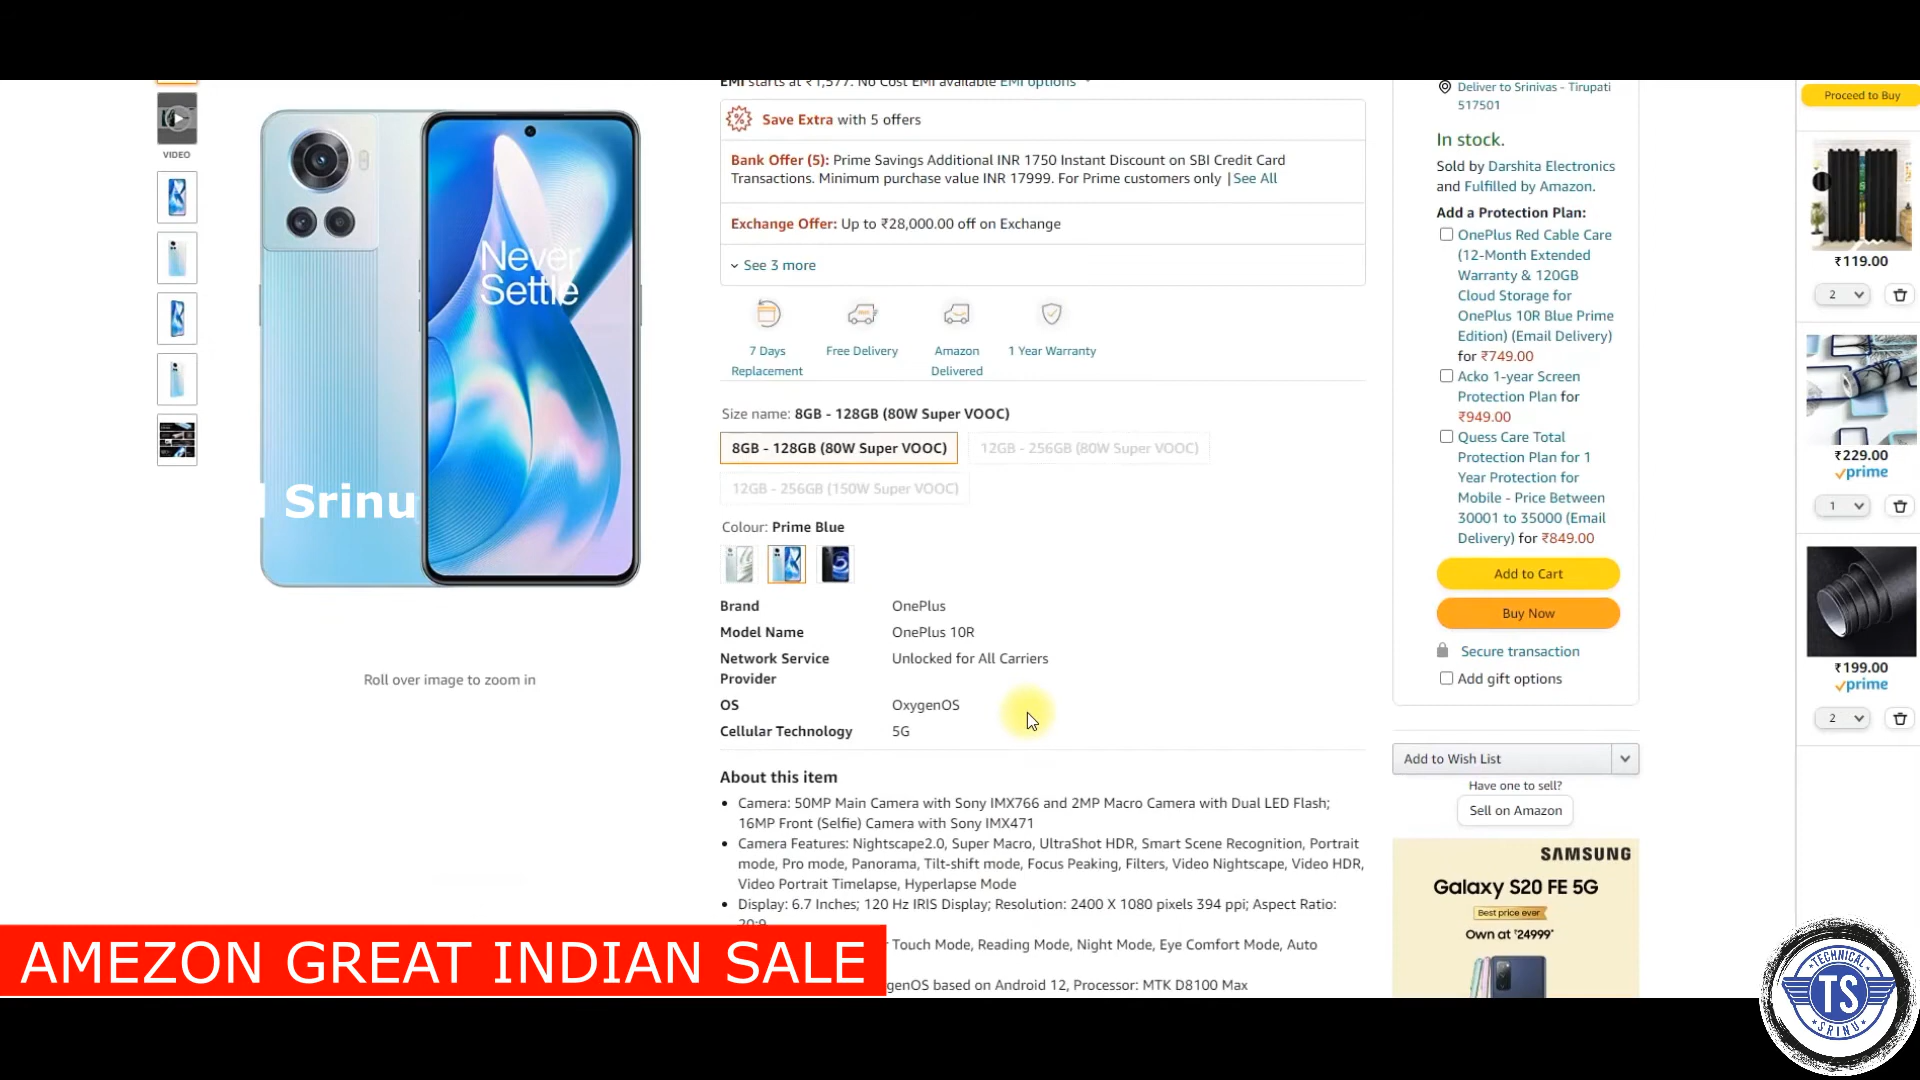 EMI starts at ₹1,577. No Cost EMI available EMI options
Save Extra with 5 offers
Bank Offer (5): Prime Savings Additional INR 1750 Instant Discount on SBI Credit Card
Transactions. Minimum purchase value INR 17999. For Prime customers only |See All
Exchange Offer: Up to ₹28,000.00 off on Exchange
See 3 more
7 Days
Replacement
Free Delivery
Amazon
Delivered
1 Year Warranty
Size name: 8GB - 128GB (80W Super VOOC)
8GB - 128GB (80W Super VOOC)
12GB - 256GB (80W Super VOOC)
12GB - 256GB (150W Super VOOC)
Colour: Prime Blue
Brand OnePlus
Model Name OnePlus 10R
Network Service Unlocked for All Carriers
Provider
OS OxygenOS
Cellular Technology 5G
About this item
Camera: 50MP Main Camera with Sony IMX766 and 2MP Macro Camera with Dual LED Flash;
16MP Front (Selfie) Camera with Sony IMX471
Camera Features: Nightscape2.0, Super Macro, UltraShot HDR, Smart Scene Recognition, Portrait
mode, Pro mode, Panorama, Tilt-shift mode, Focus Peaking, Filters, Video Nightscape, Video HDR,
Video Portrait Timelapse, Hyperlapse Mode
Display: 6.7 Inches; 120 Hz IRIS Display; Resolution: 2400 X 1080 pixels 394 ppi; Aspect Ratio:
20:9
Touch Mode, Reading Mode, Night Mode, Eye Comfort Mode, Auto
genOS based on Android 12, Processor: MTK D8100 Max
VIDEO
Never
Settle
Srinu
Roll over image to zoom in
Deliver to Srinivas - Tirupati
517501
In stock.
Sold by Darshita Electronics
and Fulfilled by Amazon.
Add a Protection Plan:
OnePlus Red Cable Care
(12-Month Extended
Warranty & 120GB
Cloud Storage for
OnePlus 10R Blue Prime
Edition) (Email Delivery)
for ₹749.00
Acko 1-year Screen
Protection Plan for
₹949.00
Quess Care Total
Protection Plan for 1
Year Protection for
Mobile - Price Between
30001 to 35000 (Email
Delivery) for ₹849.00
Add to Cart
Buy Now
Secure transaction
Add gift options
Add to Wish List
Have one to sell?
Sell on Amazon
SAMSUNG
Galaxy S20 FE 5G
Best price ever
Own at ₹24999*
Proceed to Buy
₹119.00
2
₹229.00
prime
1
₹199.00
prime
2
AMEZON GREAT INDIAN SALE
TECHNICAL
TS
SRINU